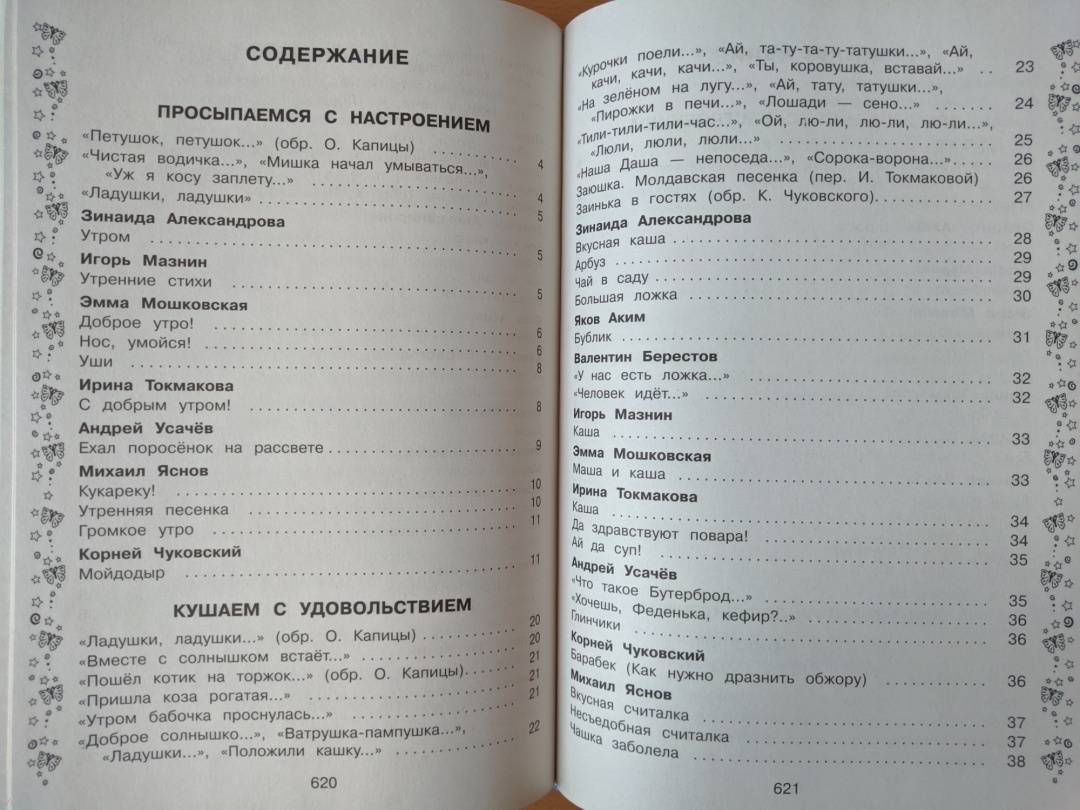 СОДЕРЖАНИЕ
ПРОСЫПАЕМСЯ С НАСТРОЕНИЕМ
«Петушок, петушок...» (обр. О. Капицы) . . . . . . . . 4
«Чистая водичка...», «Мишка начал умываться...»,
«Уж я косу заплету...» . . . . . . . . 4
«Ладушки, ладушки» . . . . . . . . 5
Зинаида Александрова
Утром . . . . . . . . 5
Игорь Мазнин
Утренние стихи . . . . . . . . 5
Эмма Мошковская
Доброе утро! . . . . . . . . 6
Нос, умойся! . . . . . . . . 6
Уши . . . . . . . . 8
Ирина Токмакова
С добрым утром! . . . . . . . . 8
Андрей Усачёв
Ехал поросёнок на рассвете . . . . . . . . 9
Михаил Яснов
Кукареку! . . . . . . . . 10
Утренняя песенка . . . . . . . . 10
Громкое утро . . . . . . . . 11
Корней Чуковский
Мойдодыр . . . . . . . . 11
КУШАЕМ С УДОВОЛЬСТВИЕМ
«Ладушки, ладушки...» (обр. О. Капицы) . . . . . . . . 20
«Вместе с солнышком встаёт...» . . . . . . . . 20
«Пошёл котик на торжок...» (обр. О. Капицы) . . . . . . . . 21
«Пришла коза рогатая...» . . . . . . . . 21
«Утром бабочка проснулась...» . . . . . . . . 21
«Доброе солнышко...», «Ватрушка-пампушка...»,
«Ладушки...», «Положили кашку...» . . . . . . . . 22
620
«Курочки поели...», «Ай, та-ту-та-ту-татушки...», «Ай,
качи, качи, качи...», «Ты, коровушка, вставай...» . . 23
«На зелёном на лугу...», «Ай, тату, татушки...»,
«Пирожки в печи...», «Лошади — сено...» . . . . . . . . 24
«Тили-тили-тили-час...», «Ой, лю-ли, лю-ли, лю-ли...»,
«Люли, люли, люли...» . . . . . . . . 25
«Наша Даша — непоседа...», «Сорока-ворона...» . . . . 26
Заюшка. Молдавская песенка (пер. И. Токмаковой) 26
Заинька в гостях (обр. К. Чуковского). . . . . . . . 27
Зинаида Александрова
Вкусная каша . . . . . . . . 28
Арбуз . . . . . . . . 29
Чай в саду . . . . . . . . 29
Большая ложка . . . . . . . . 30
Яков Аким
Бублик . . . . . . . . 31
Валентин Берестов
«У нас есть ложка...» . . . . . . . . 32
«Человек идёт...» . . . . . . . . 32
Игорь Мазнин
Каша . . . . . . . . 33
Эмма Мошковская
Маша и каша . . . . . . . . 33
Ирина Токмакова
Каша . . . . . . . . 34
Да здравствуют повара! . . . . . . . . 34
Ай да суп! . . . . . . . . 35
Андрей Усачёв
«Что такое Бутерброд...» . . . . . . . . 35
«Хочешь, Феденька, кефир?..» . . . . . . . . 36
Глинчики . . . . . . . . 36
Корней Чуковский
Барабек (Как нужно дразнить обжору) . . . . . . . . 36
Михаил Яснов
Вкусная считалка . . . . . . . . 37
Несъедобная считалка . . . . . . . . 37
Чашка заболела . . . . . . . . 38
621